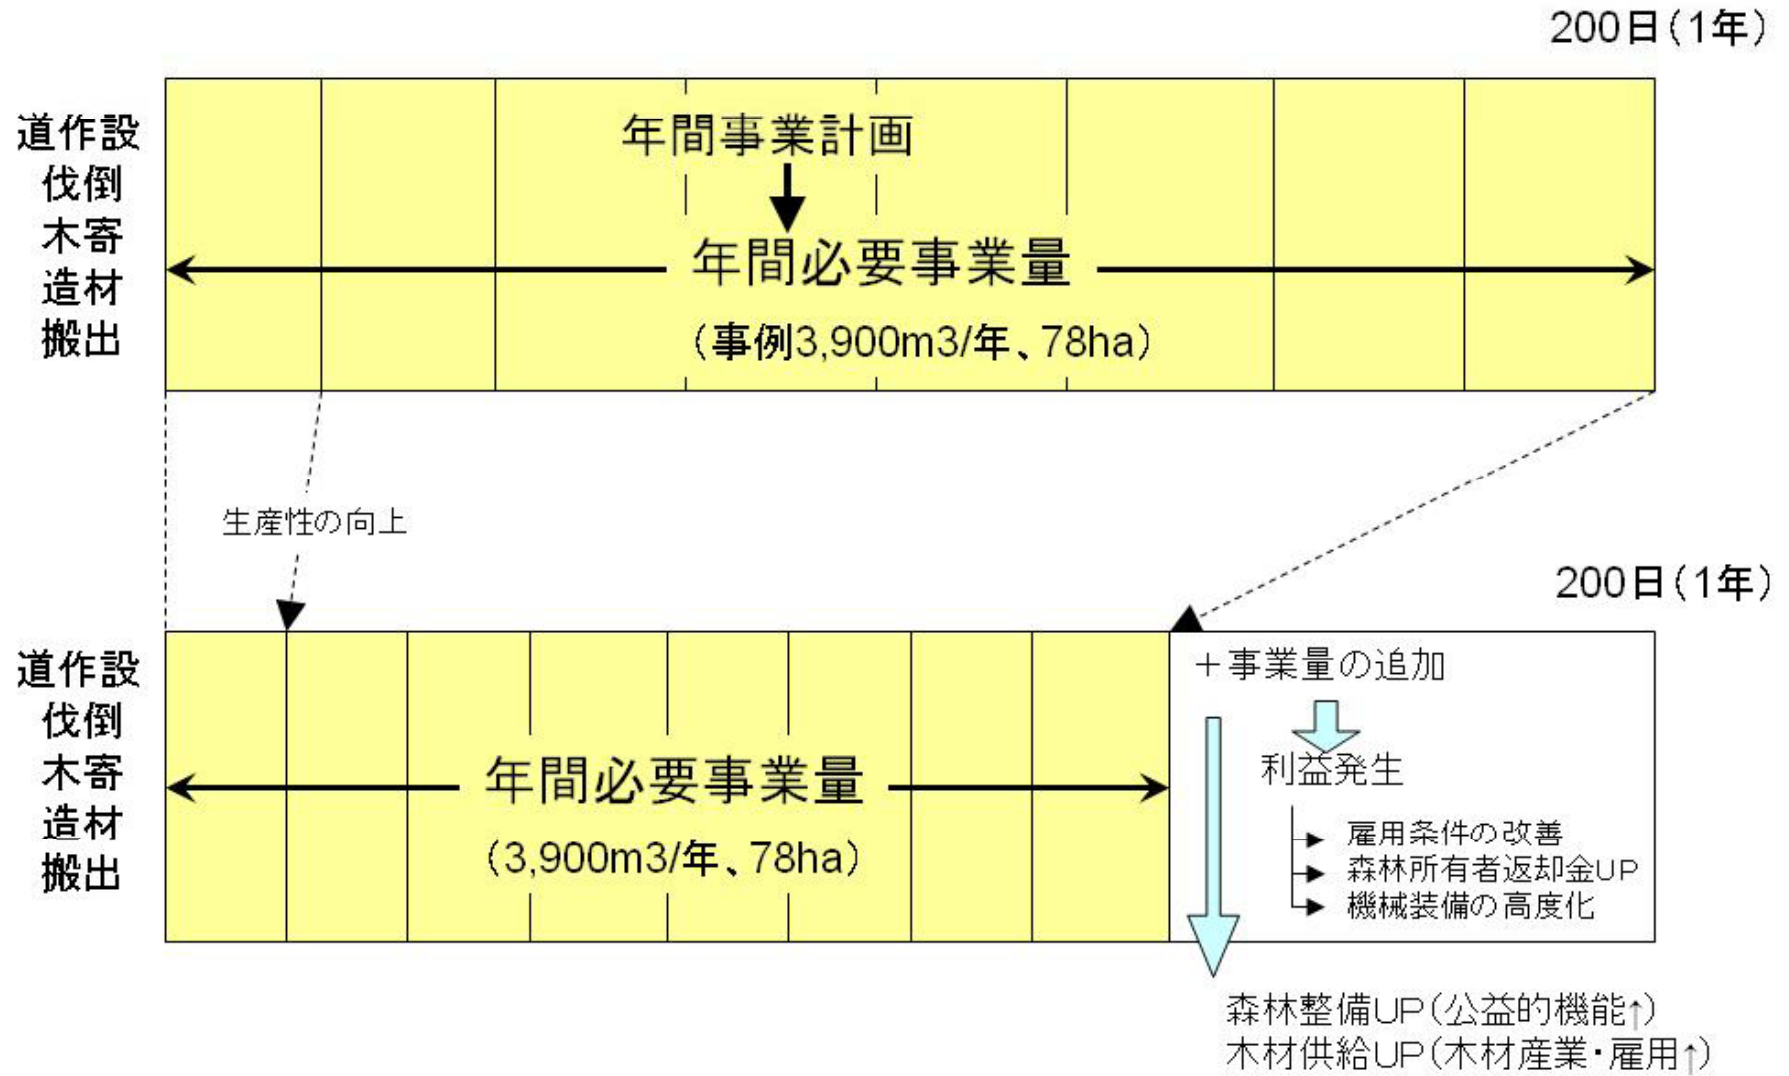 200日(1年)
道作設
伐倒
木寄
造材
搬出
年間事業計画
年間必要事業量
(事例3,900m3/年、78ha)
生産性の向上
200日(1年)
道作設
伐倒
木寄
造材
搬出
年間必要事業量
(3,900m3/年、78ha)
+事業量の追加
利益発生
雇用条件の改善
森林所有者返却金UP
機械装備の高度化
森林整備UP(公益的機能↑)
木材供給UP(木材産業・雇用↑)